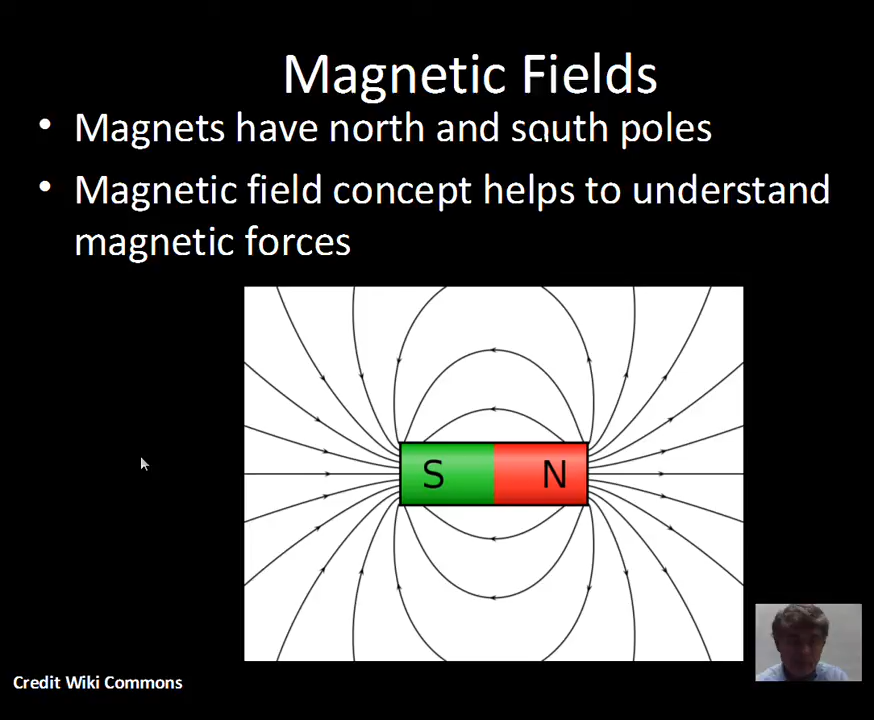 Magnetic Fields
• Magnets have north and south poles
• Magnetic field concept helps to understand
magnetic forces
S N
Credit Wiki Commons